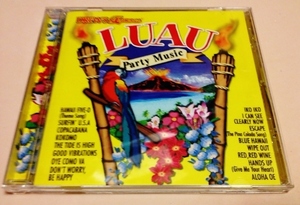 LUAU
Party Music
HAWAII FIVE-O
(Theme Song)
SURFIN' U.S.A
COPACABANA
KOKOMO
THE TIDE IS HIGH
GOOD VIBRATIONS
OYE COMO VA
DON'T WORRY
BE HAPPY
IKO IKO
I CAN SEE
CLEARLY NOW
ESCAPE
(The Pina Colada Song)
BLUE HAWAII
WIPE OUT
RED, RED WINE
HANDS UP
(Give Me Your Heart)
ALOHA OE